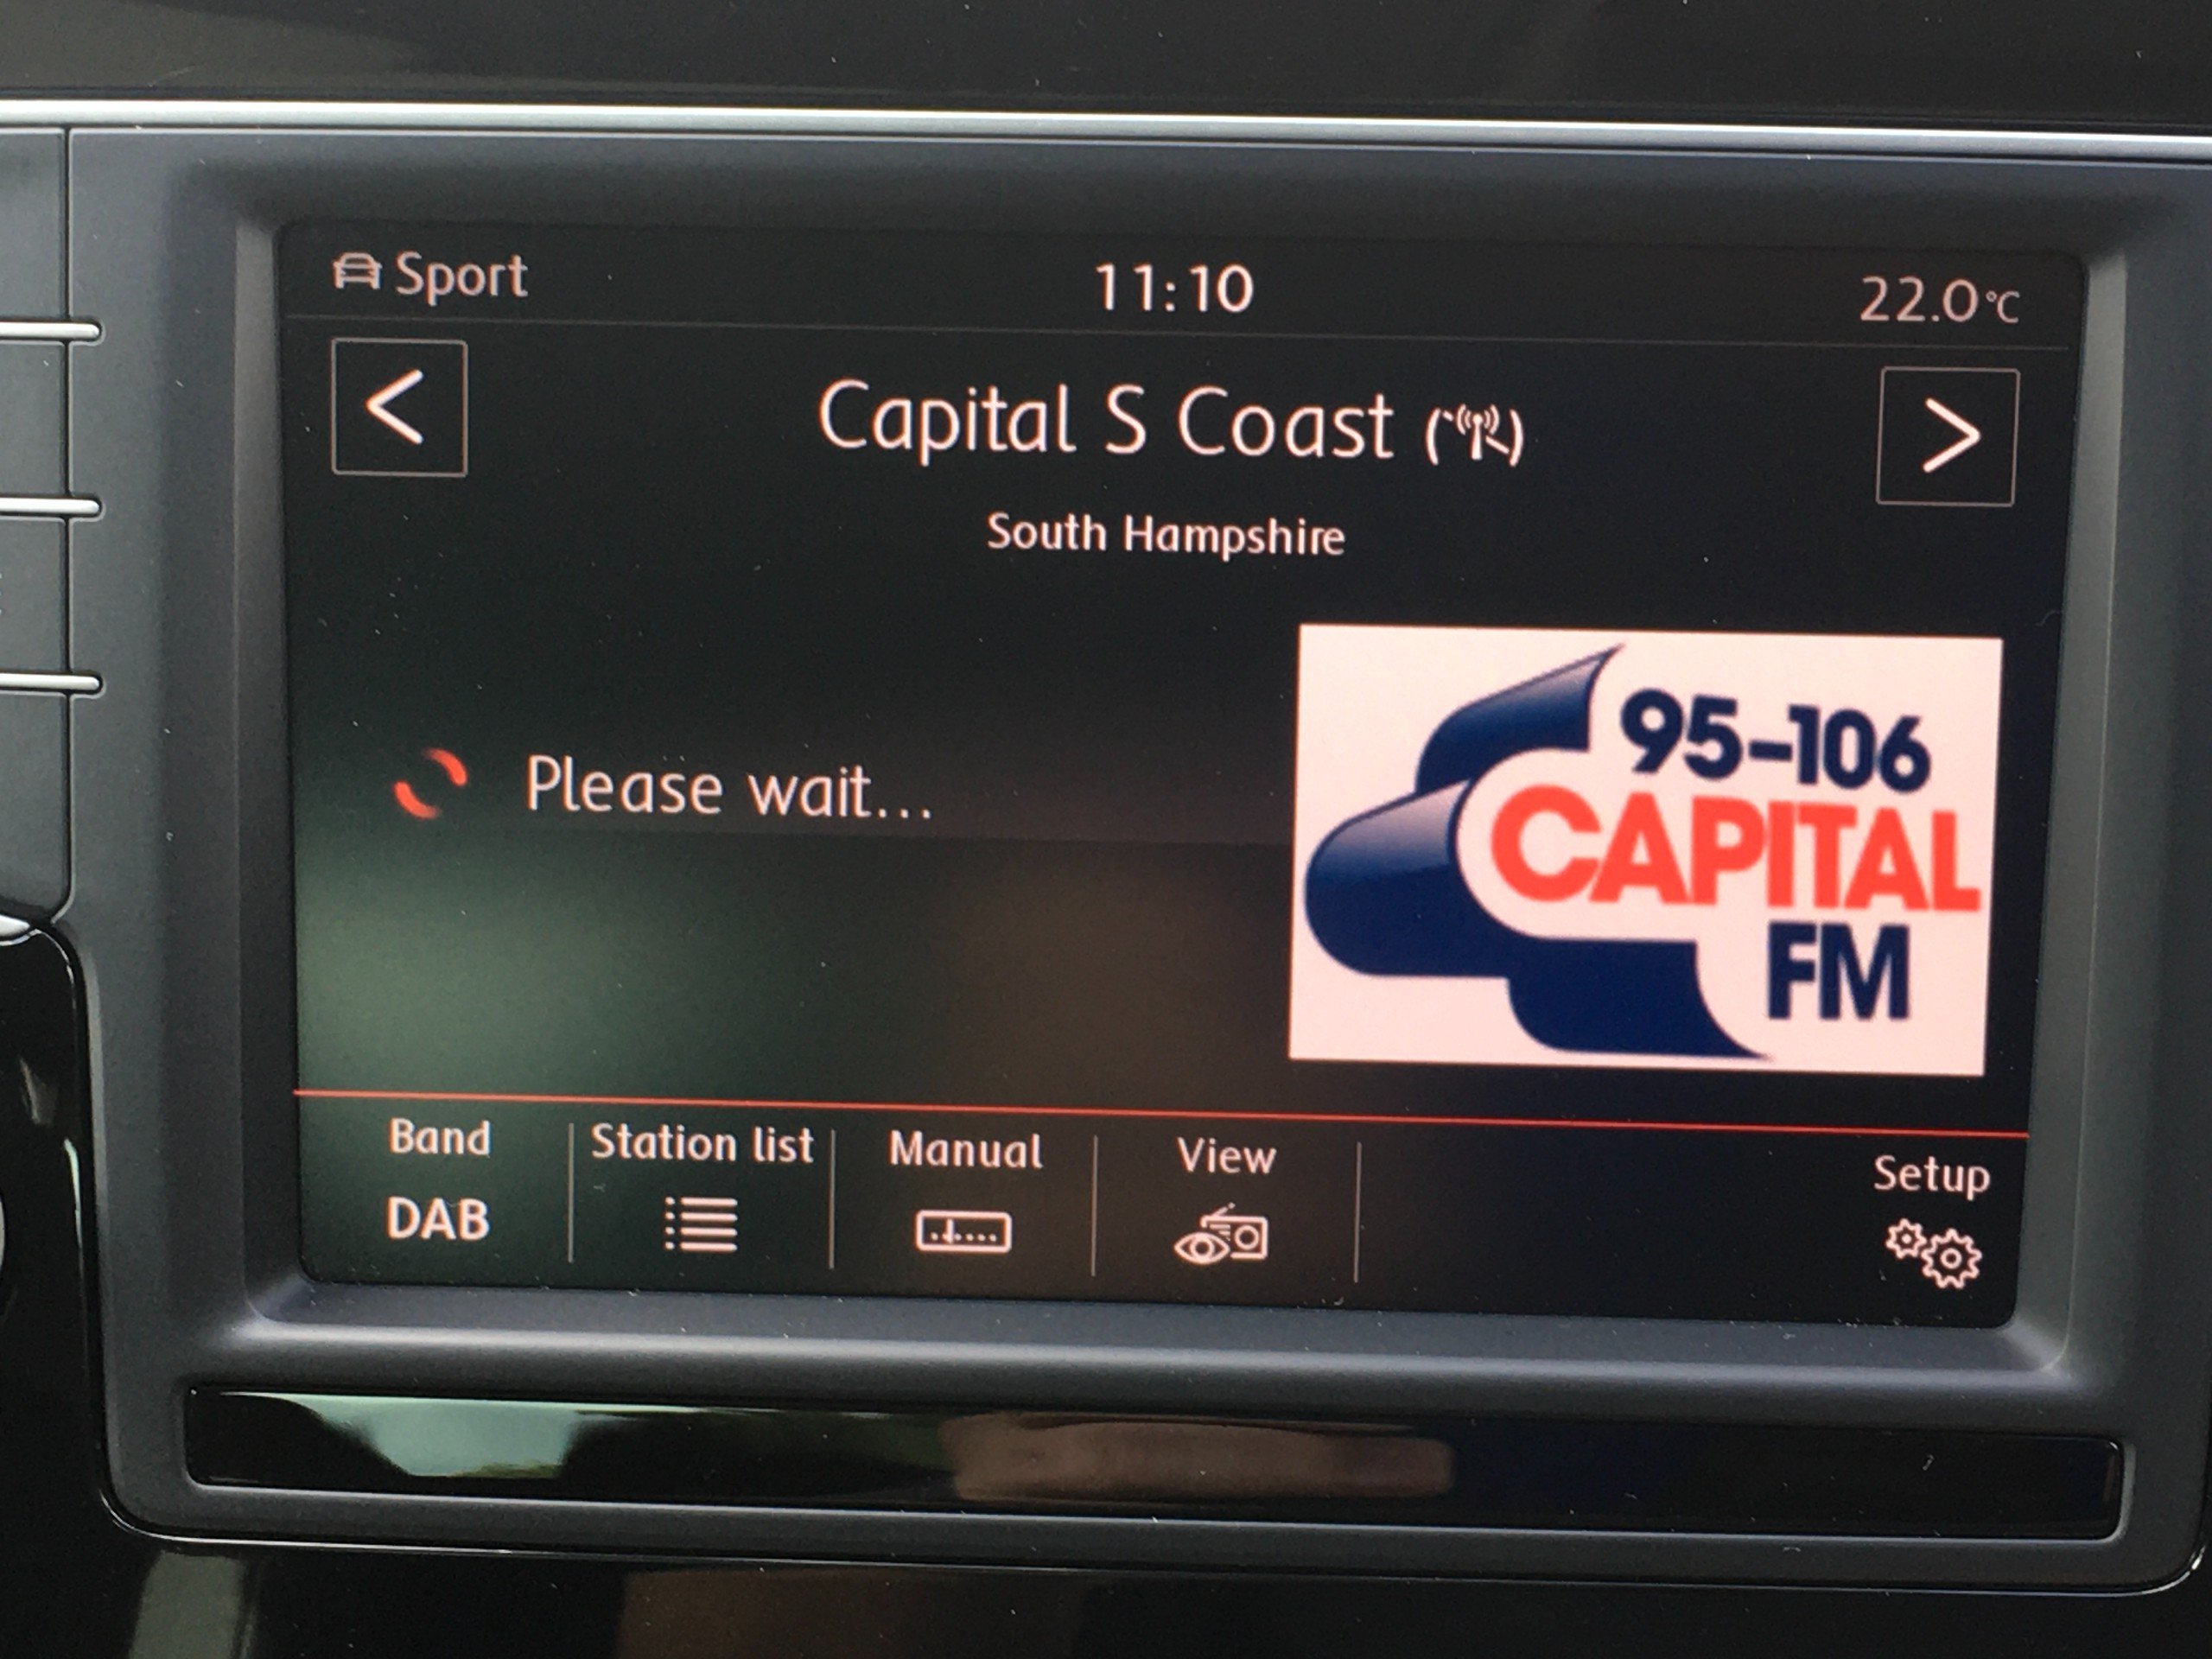 Sport
11:10
22.0°C
<
Capital S Coast
>
South Hampshire
Please wait...
95-106
CAPITAL
FM
Band
DAB
Station list
Manual
View
Setup